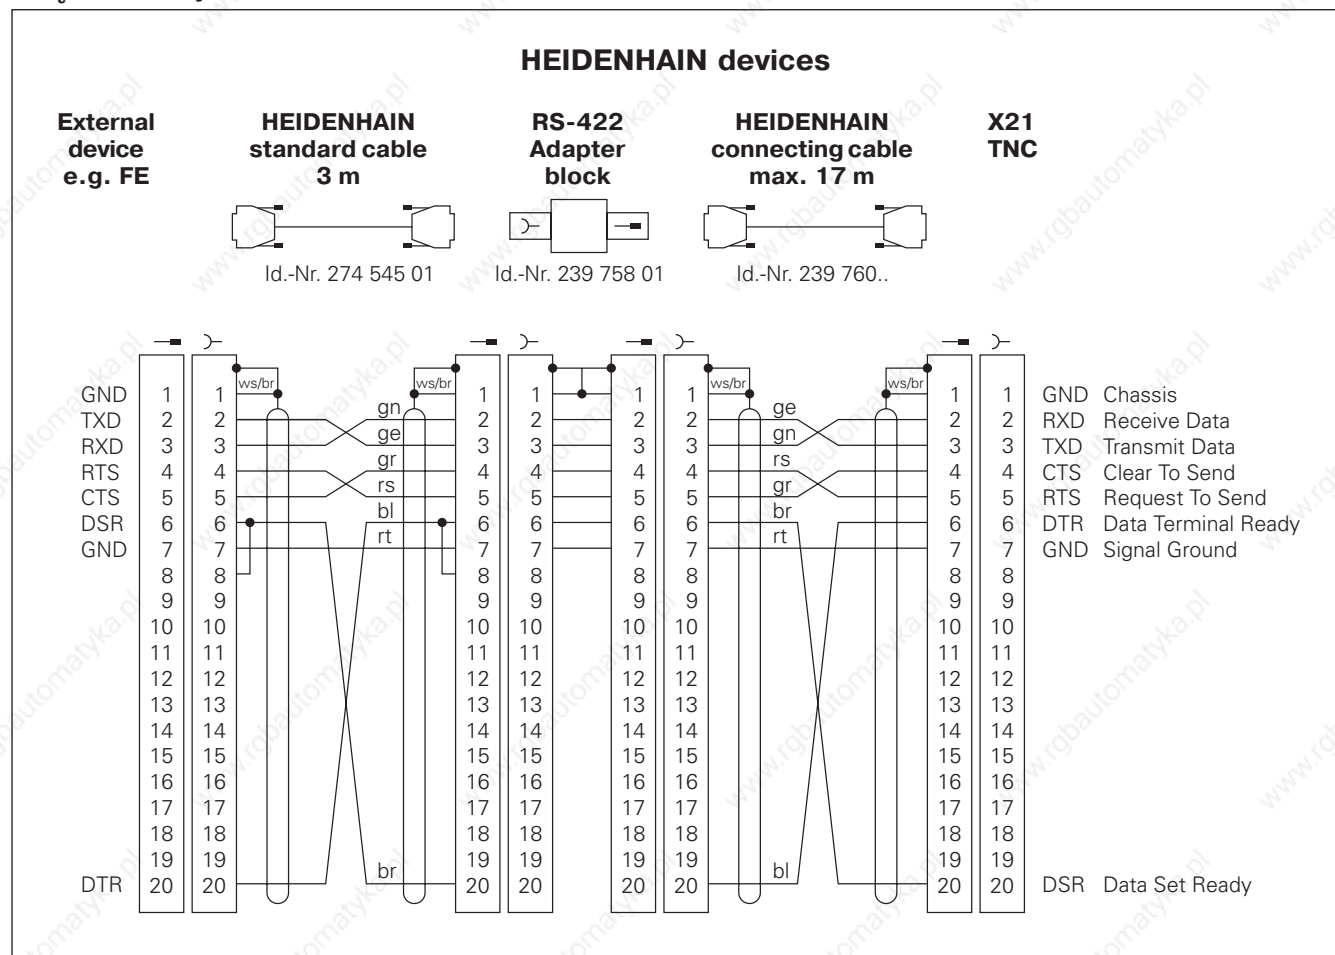 HEIDENHAIN devices
External device e.g. FE
HEIDENHAIN standard cable 3 m
RS-422 Adapter block
HEIDENHAIN connecting cable max. 17 m
X21 TNC
Id.-Nr. 274 545 01
Id.-Nr. 239 758 01
Id.-Nr. 239 760..
ws/br ws/br ws/br ws/br
GND 1 1 1 1 1 1 1 1 GND Chassis
gn ge
TXD 2 2 2 2 2 2 2 2 RXD Receive Data
ge gn
RXD 3 3 3 3 3 3 3 3 TXD Transmit Data
gr rs
RTS 4 4 4 4 4 4 4 4 CTS Clear To Send
rs gr
CTS 5 5 5 5 5 5 5 5 RTS Request To Send
bl br
DSR 6 6 6 6 6 6 6 6 DTR Data Terminal Ready
rt rt
GND 7 7 7 7 7 7 7 7 GND Signal Ground
8 8 8 8 8 8 8 8
9 9 9 9 9 9 9 9
10 10 10 10 10 10 10 10
11 11 11 11 11 11 11 11
12 12 12 12 12 12 12 12
13 13 13 13 13 13 13 13
14 14 14 14 14 14 14 14
15 15 15 15 15 15 15 15
16 16 16 16 16 16 16 16
17 17 17 17 17 17 17 17
18 18 18 18 18 18 18 18
19 19 19 19 19 19 19 19
br bl
DTR 20 20 20 20 20 20 20 20 DSR Data Set Ready
www.rgbautomatyka.pl